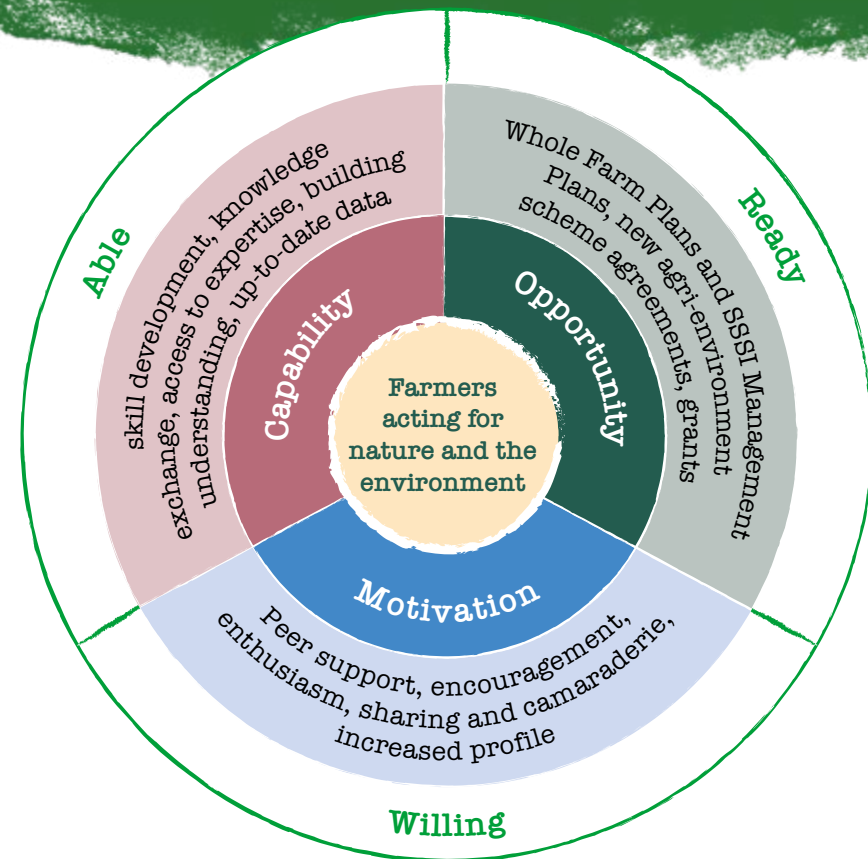 Able
skill development, knowledge
exchange, access to expertise, building
understanding, up-to-date data
Capability
Ready
Whole Farm Plans and SSSI Management
Plans, new agri-environment
scheme agreements, grants
Opportunity
Farmers
acting for
nature and the
environment
Motivation
Peer support, encouragement,
enthusiasm, sharing and camaraderie,
increased profile
Willing